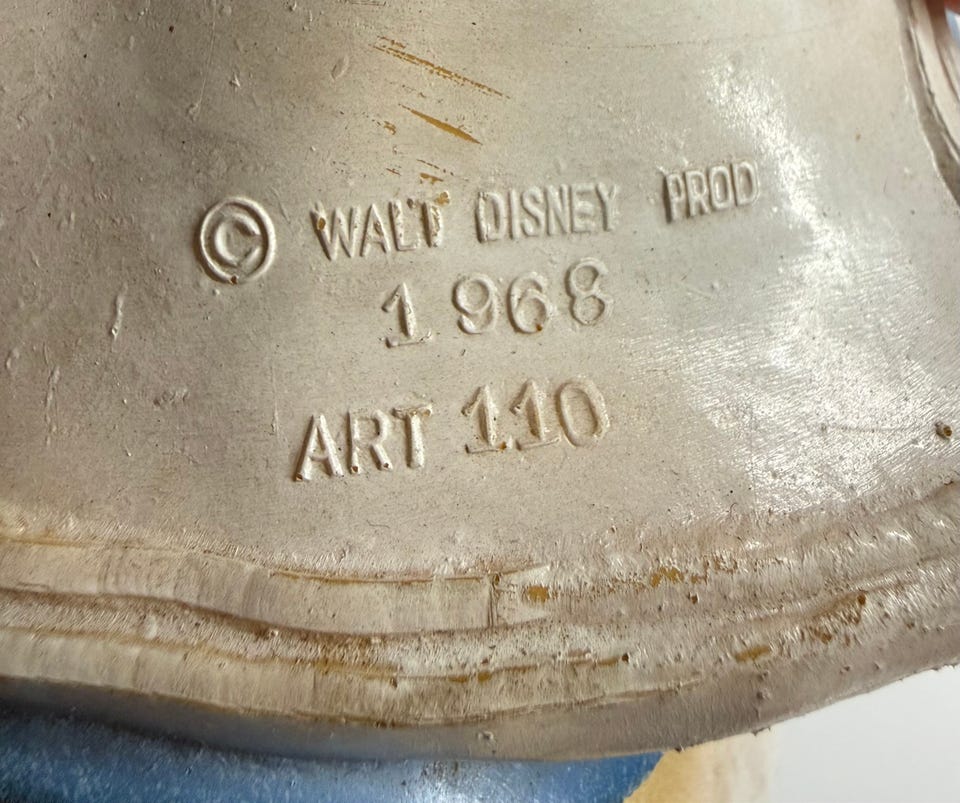 © WALT DISNEY PROD
1968
ART 110